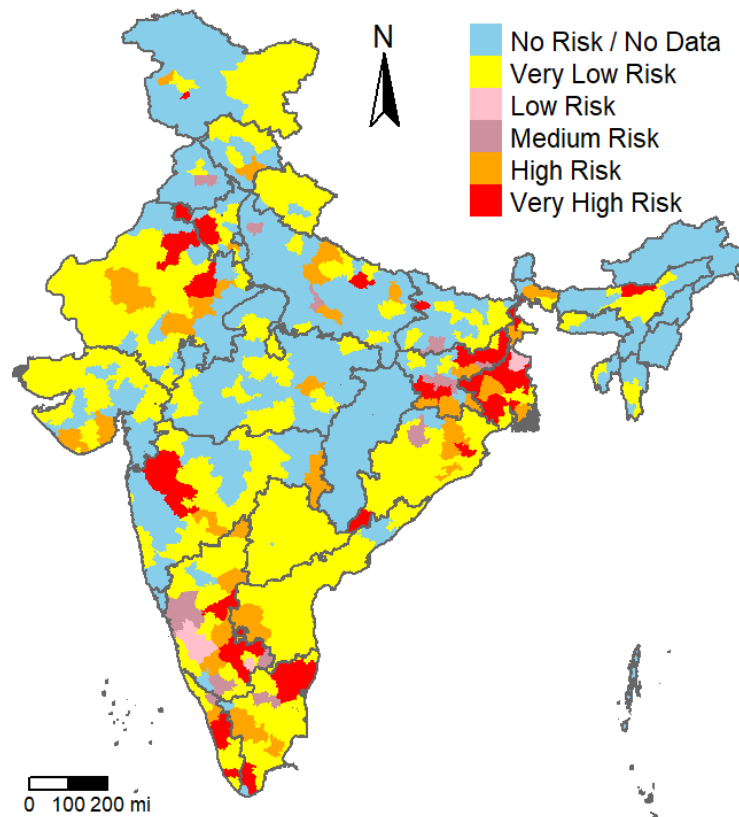 N
No Risk / No Data
Very Low Risk
Low Risk
Medium Risk
High Risk
Very High Risk
0 100 200 mi